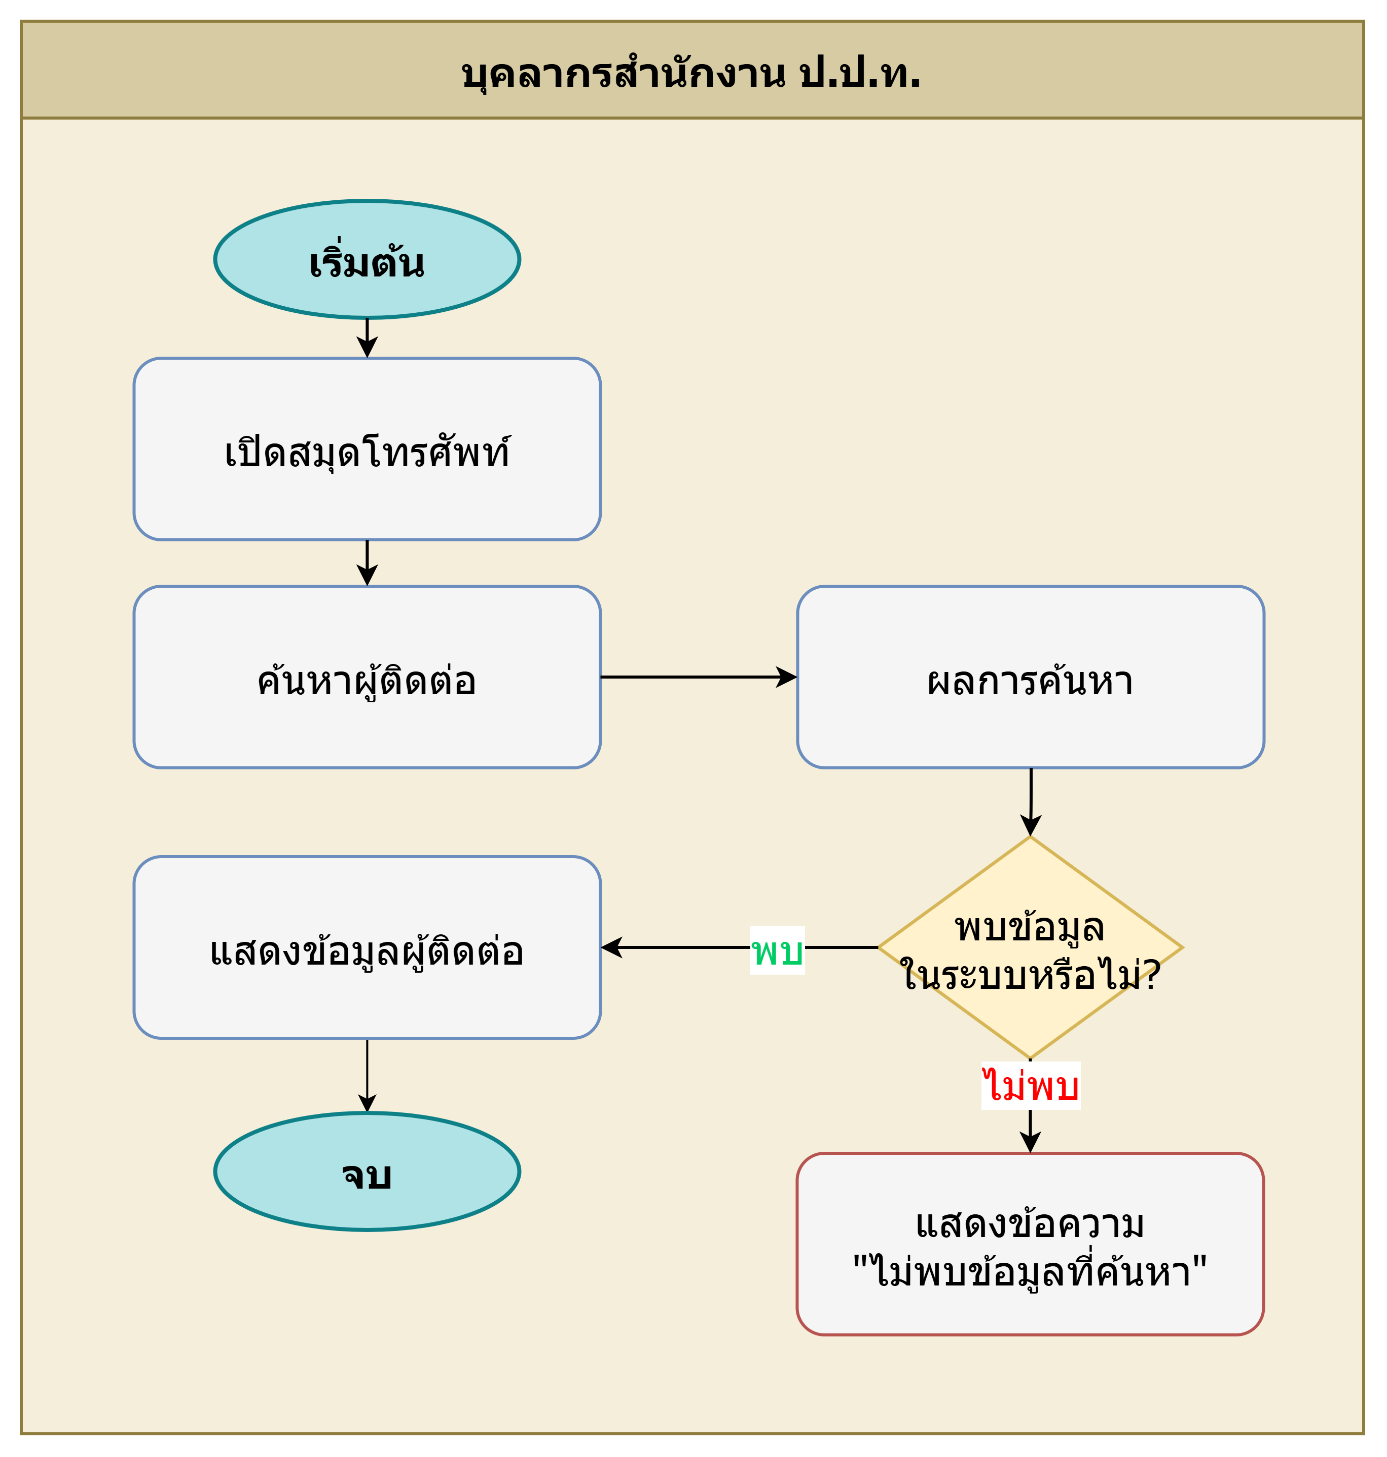 บุคลากรสำนักงาน ป.ป.ท.
เริ่มต้น
เปิดสมุดโทรศัพท์
ค้นหาผู้ติดต่อ
ผลการค้นหา
พบข้อมูล
ในระบบหรือไม่?
พบ
แสดงข้อมูลผู้ติดต่อ
ไม่พบ
จบ
แสดงข้อความ
"ไม่พบข้อมูลที่ค้นหา"